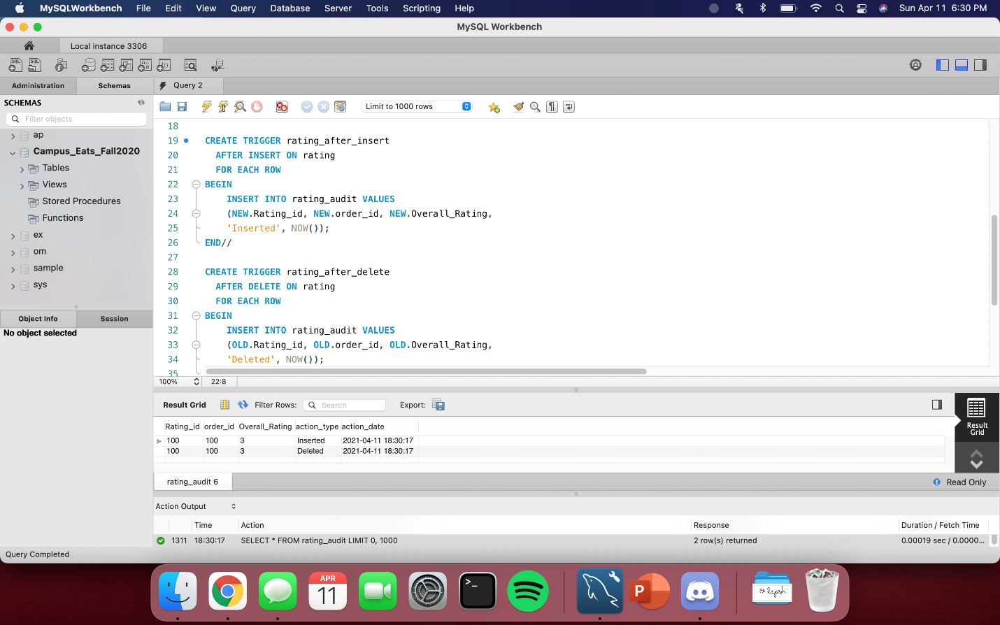 MySQLWorkbench File Edit View Query Database Server Tools Scripting Help Sun Apr 11 6:30 PM
MySQL Workbench
Local instance 3306
Administration Schemas Query 2
SCHEMAS
Limit to 1000 rows
Filter objects
ap
Campus_Eats_Fall2020
Tables
Views
Stored Procedures
Functions
ex
om
sample
sys
Object Info Session
No object selected
18
19 CREATE TRIGGER rating_after_insert
20 AFTER INSERT ON rating
21 FOR EACH ROW
22 BEGIN
23 INSERT INTO rating_audit VALUES
24 (NEW.Rating_id, NEW.order_id, NEW.Overall_Rating,
25 'Inserted', NOW());
26 END//
27
28 CREATE TRIGGER rating_after_delete
29 AFTER DELETE ON rating
30 FOR EACH ROW
31 BEGIN
32 INSERT INTO rating_audit VALUES
33 (OLD.Rating_id, OLD.order_id, OLD.Overall_Rating,
34 'Deleted', NOW());
35
100% 22:8
Result Grid Filter Rows: Search Export:
Result
Grid
Rating_id order_id Overall_Rating action_type action_date
100 100 3 Inserted 2021-04-11 18:30:17
100 100 3 Deleted 2021-04-11 18:30:17
rating_audit 6 Read Only
Action Output
Time Action Response Duration / Fetch Time
1311 18:30:17 SELECT * FROM rating_audit LIMIT 0, 1000 2 row(s) returned 0.00019 sec / 0.0000...
Query Completed
APR
11
>_
P